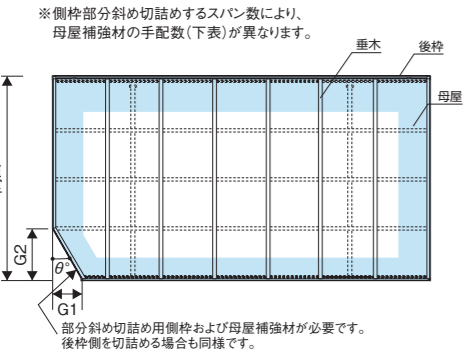 ※側枠部分斜め切詰めするスパン数により、
母屋補強材の手配数(下表)が異なります。
垂木
後枠
母屋
G2
θ°
G1
部分斜め切詰め用側枠および母屋補強材が必要です。
後枠側を切詰める場合も同様です。